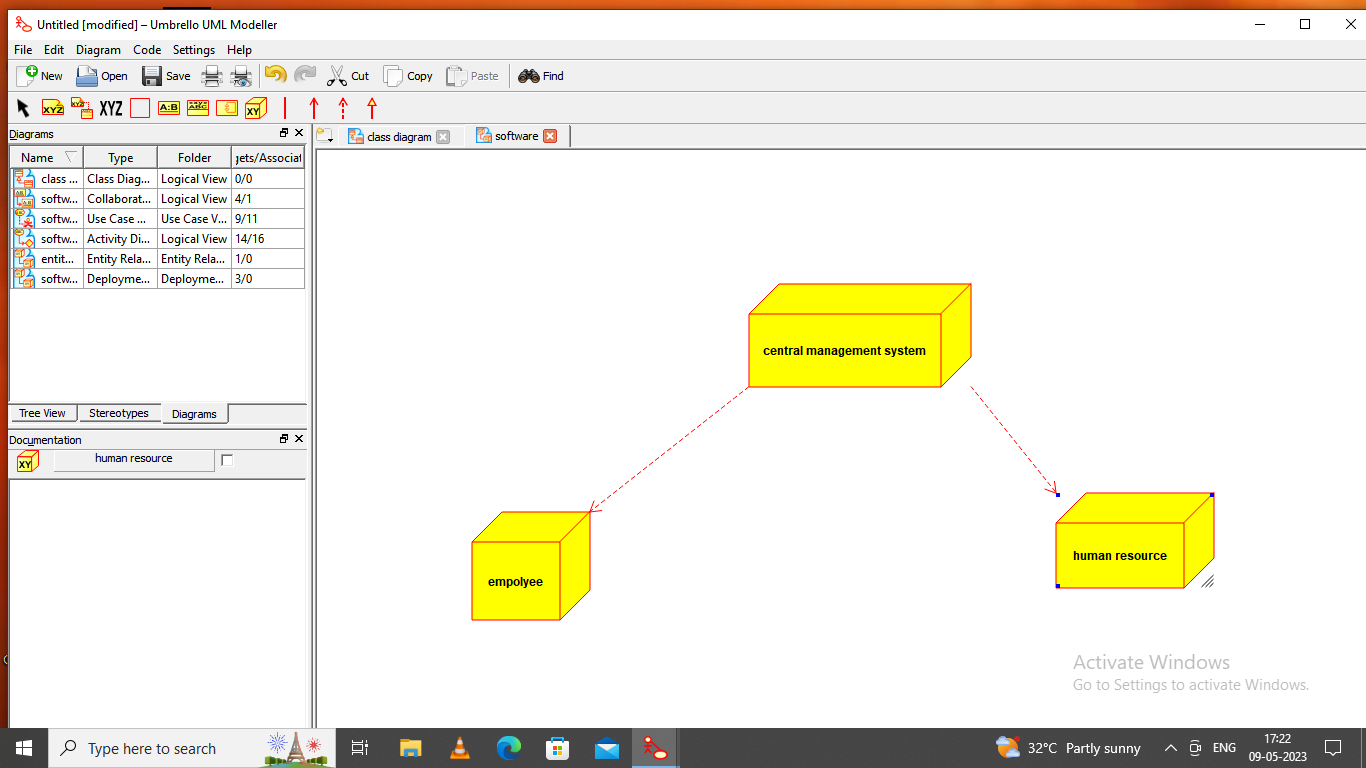 Untitled [modified] – Umbrello UML Modeller
File Edit Diagram Code Settings Help
New Open Save Cut Copy Paste Find
XYZ XYZ XYZ A:B ABC XY
Diagrams
class diagram software
Name Type Folder gets/Associat
class ... Class Diag... Logical View 0/0
softw... Collaborat... Logical View 4/1
softw... Use Case ... Use Case V... 9/11
softw... Activity Di... Logical View 14/16
entit... Entity Rela... Entity Rela... 1/0
softw... Deployme... Deployme... 3/0
central management system
Tree View Stereotypes Diagrams
Documentation
XY human resource
human resource
empolyee
Activate Windows
Go to Settings to activate Windows.
Type here to search
32°C Partly sunny
ENG
17:22
09-05-2023